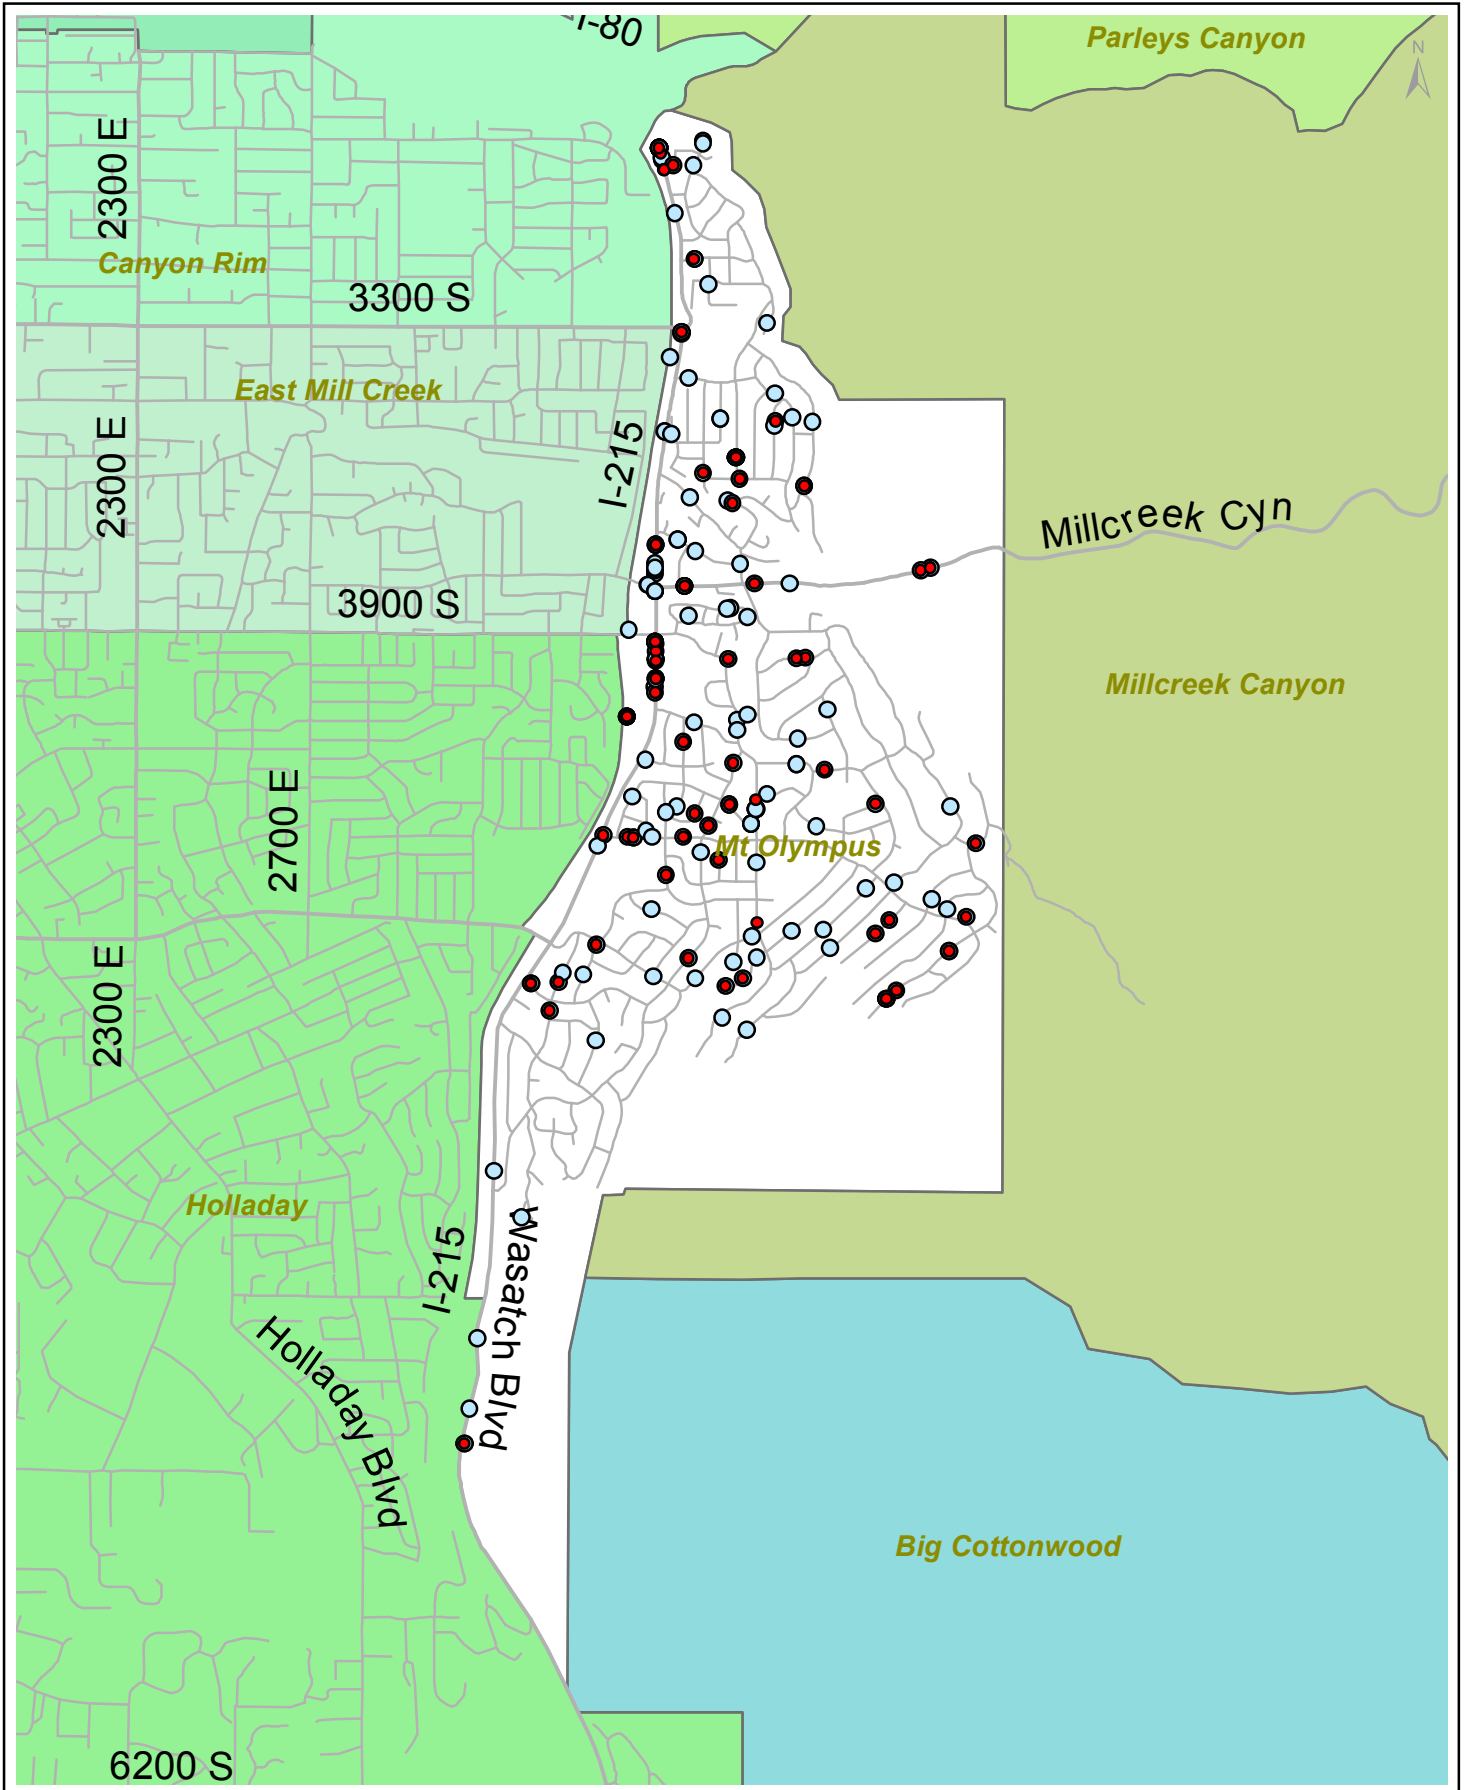 I-80
Parleys Canyon
N
2300 E
Canyon Rim
3300 S
East Mill Creek
2300 E
I-215
Millcreek Cyn
3900 S
Millcreek Canyon
2700 E
Mt Olympus
2300 E
Holladay
I-215
Wasatch Blvd
Holladay Blvd
Big Cottonwood
6200 S